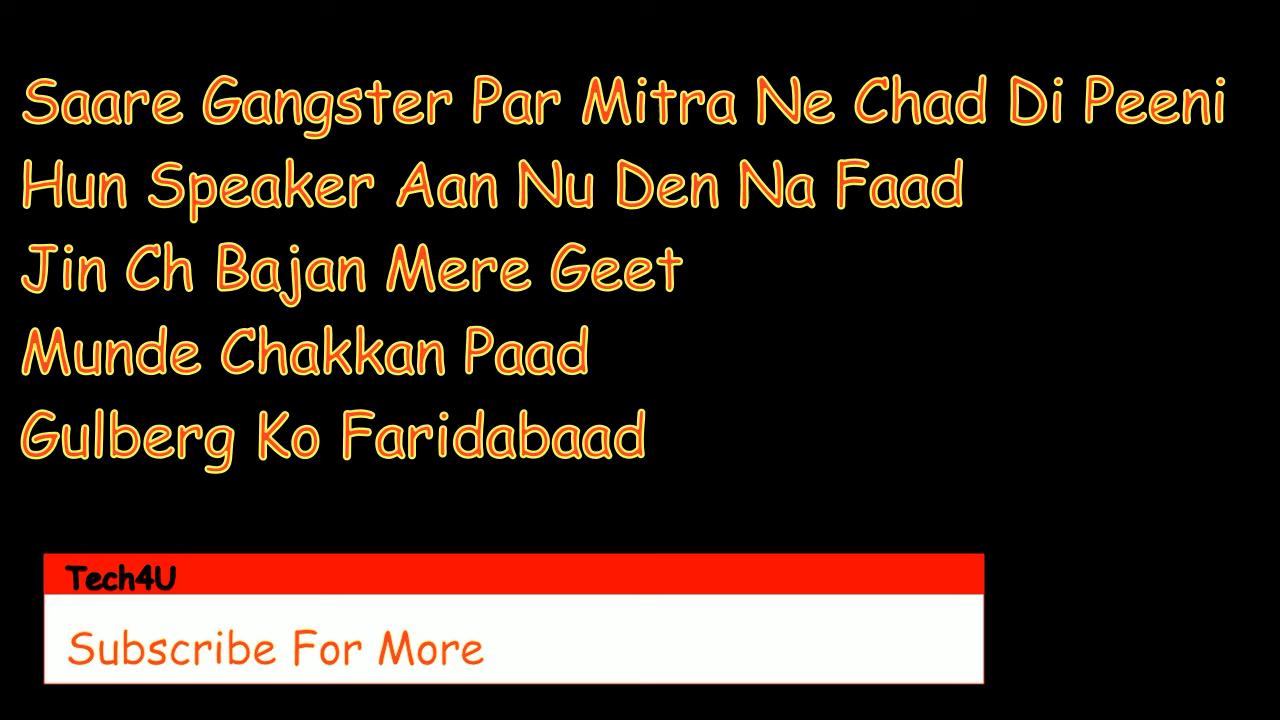 Saare Gangster Par Mitra Ne Chad Di Peeni
Hun Speaker Aan Nu Den Na Faad
Jin Ch Bajan Mere Geet
Munde Chakkan Paad
Gulberg Ko Faridabaad
Tech4U
Subscribe For More